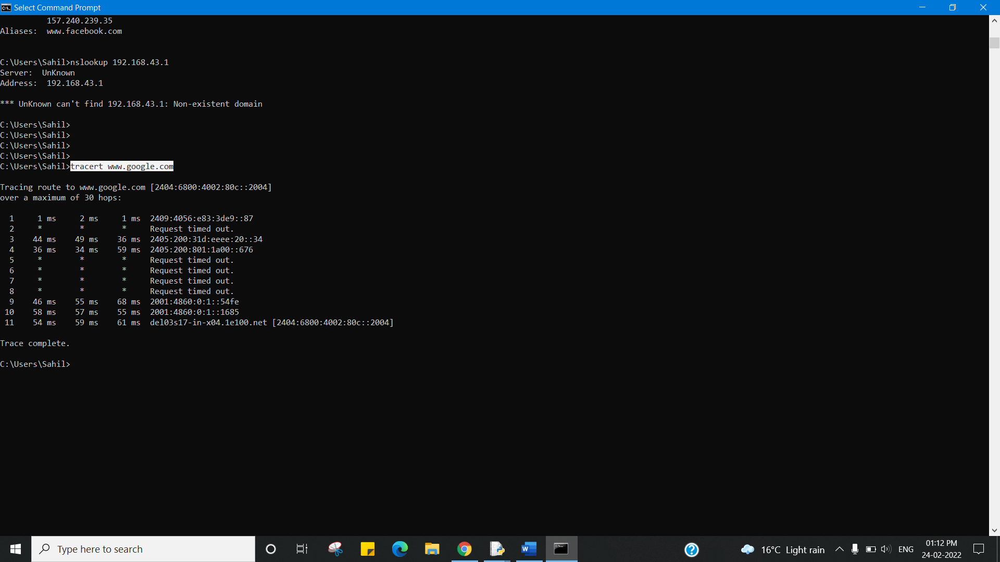 Select Command Prompt
157.240.239.35
Aliases:  www.facebook.com
C:\Users\Sahil>nslookup 192.168.43.1
Server:  UnKnown
Address:  192.168.43.1
*** UnKnown can't find 192.168.43.1: Non-existent domain
C:\Users\Sahil>
C:\Users\Sahil>
C:\Users\Sahil>
C:\Users\Sahil>
C:\Users\Sahil>tracert www.google.com
Tracing route to www.google.com [2404:6800:4002:80c::2004]
over a maximum of 30 hops:
1     1 ms     2 ms     1 ms  2409:4056:e83:3de9::87
2     *        *        *     Request timed out.
3    44 ms    49 ms    36 ms  2405:200:31d:eeee:20::34
4    36 ms    34 ms    59 ms  2405:200:801:1a00::676
5     *        *        *     Request timed out.
6     *        *        *     Request timed out.
7     *        *        *     Request timed out.
8     *        *        *     Request timed out.
9    46 ms    55 ms    68 ms  2001:4860:0:1::54fe
10    58 ms    57 ms    55 ms  2001:4860:0:1::1685
11    54 ms    59 ms    61 ms  del03s17-in-x04.1e100.net [2404:6800:4002:80c::2004]
Trace complete.
C:\Users\Sahil>
Type here to search
16°C  Light rain
ENG
01:12 PM
24-02-2022